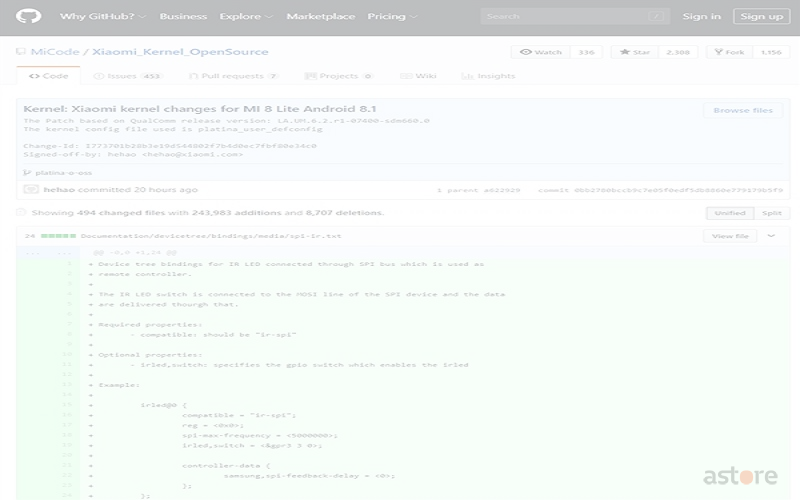 Why GitHub? Business Explore Marketplace Pricing Search / Sign in Sign up
MiCode / Xiaomi_Kernel_OpenSource Watch 336 Star 2,388 Fork 1,156
Code Issues 453 Pull requests 7 Projects 0 Wiki Insights
Kernel: Xiaomi kernel changes for MI 8 Lite Android 8.1 Browse files
The Patch based on QualComm release version: LA.UM.6.2.r1-07400-sdm660.0
The kernel config file used is platina_user_defconfig
Change-Id:
Signed-off-by: hehao <hehao@xiaomi.com>
platina-o-oss
hehao committed 20 hours ago 1 parent commit
Showing 494 changed files with 243,983 additions and 8,707 deletions. Unified Split
24 Documentation/devicetree/bindings/media/spi-ir.txt View file
... ... @@ -0,0 +1,24 @@
1 + Device tree bindings for IR LED connected through SPI bus which is used as
2 + remote controller.
3 +
4 + The IR LED switch is connected to the MOSI line of the SPI device and the data
5 + are delivered thourgh that.
6 +
7 + Required properties:
8 + - compatible: should be "ir-spi"
9 +
10 + Optional properties:
11 + - irled,switch: specifies the gpio switch which enables the irled
12 +
13 + Example:
14 +
15 + irled@0 {
16 + compatible = "ir-spi";
17 + reg = <0x0>;
18 + spi-max-frequency = <5000000>;
19 + irled,switch = <&gpr3 3 0>;
20 +
21 + controller-data {
22 + samsung,spi-feedback-delay = <0>;
23 + };
24 + };
astore